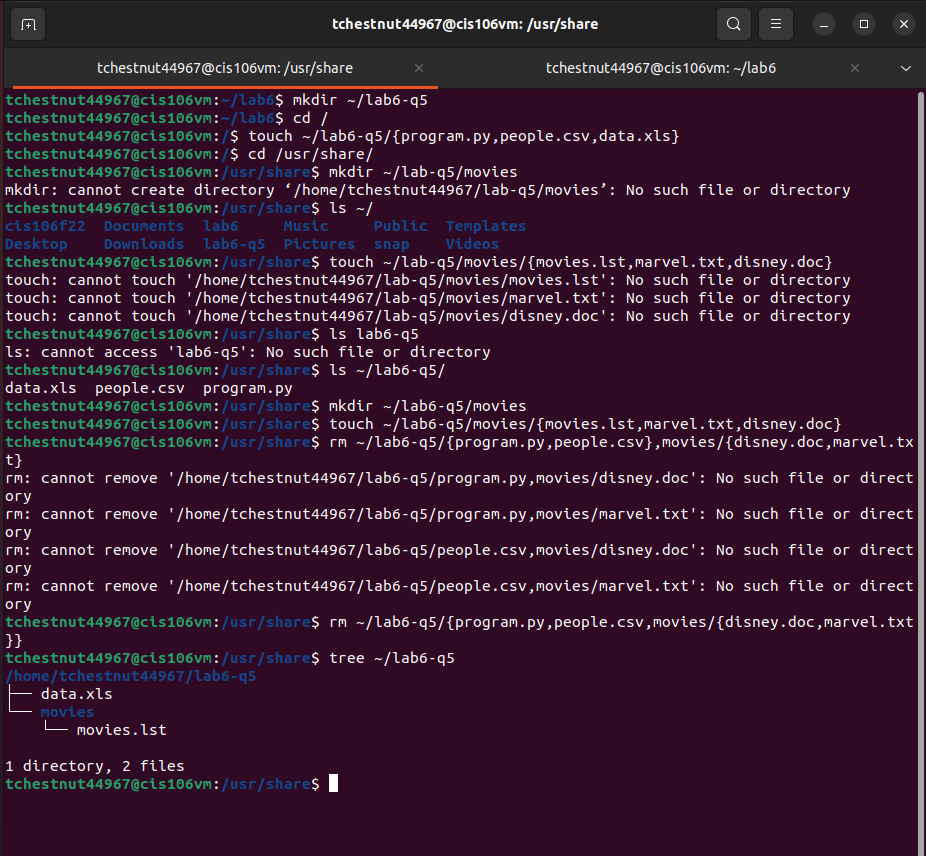 tchestnut44967@cis106vm: /usr/share
tchestnut44967@cis106vm: /usr/share
tchestnut44967@cis106vm: ~/lab6
tchestnut44967@cis106vm:~/lab6$ mkdir ~/lab6-q5
tchestnut44967@cis106vm:~/lab6$ cd /
tchestnut44967@cis106vm:/$ touch ~/lab6-q5/{program.py,people.csv,data.xls}
tchestnut44967@cis106vm:/$ cd /usr/share/
tchestnut44967@cis106vm:/usr/share$ mkdir ~/lab-q5/movies
mkdir: cannot create directory ‘/home/tchestnut44967/lab-q5/movies’: No such file or directory
tchestnut44967@cis106vm:/usr/share$ ls ~/
cis106f22  Documents  lab6     Music     Public  Templates
Desktop    Downloads  lab6-q5  Pictures  snap    Videos
tchestnut44967@cis106vm:/usr/share$ touch ~/lab-q5/movies/{movies.lst,marvel.txt,disney.doc}
touch: cannot touch '/home/tchestnut44967/lab-q5/movies/movies.lst': No such file or directory
touch: cannot touch '/home/tchestnut44967/lab-q5/movies/marvel.txt': No such file or directory
touch: cannot touch '/home/tchestnut44967/lab-q5/movies/disney.doc': No such file or directory
tchestnut44967@cis106vm:/usr/share$ ls lab6-q5
ls: cannot access 'lab6-q5': No such file or directory
tchestnut44967@cis106vm:/usr/share$ ls ~/lab6-q5/
data.xls  people.csv  program.py
tchestnut44967@cis106vm:/usr/share$ mkdir ~/lab6-q5/movies
tchestnut44967@cis106vm:/usr/share$ touch ~/lab6-q5/movies/{movies.lst,marvel.txt,disney.doc}
tchestnut44967@cis106vm:/usr/share$ rm ~/lab6-q5/{program.py,people.csv},movies/{disney.doc,marvel.tx
t}
rm: cannot remove '/home/tchestnut44967/lab6-q5/program.py,movies/disney.doc': No such file or direct
ory
rm: cannot remove '/home/tchestnut44967/lab6-q5/program.py,movies/marvel.txt': No such file or direct
ory
rm: cannot remove '/home/tchestnut44967/lab6-q5/people.csv,movies/disney.doc': No such file or direct
ory
rm: cannot remove '/home/tchestnut44967/lab6-q5/people.csv,movies/marvel.txt': No such file or direct
ory
tchestnut44967@cis106vm:/usr/share$ rm ~/lab6-q5/{program.py,people.csv,movies/{disney.doc,marvel.txt
}}
tchestnut44967@cis106vm:/usr/share$ tree ~/lab6-q5
/home/tchestnut44967/lab6-q5
├── data.xls
└── movies
    └── movies.lst
1 directory, 2 files
tchestnut44967@cis106vm:/usr/share$